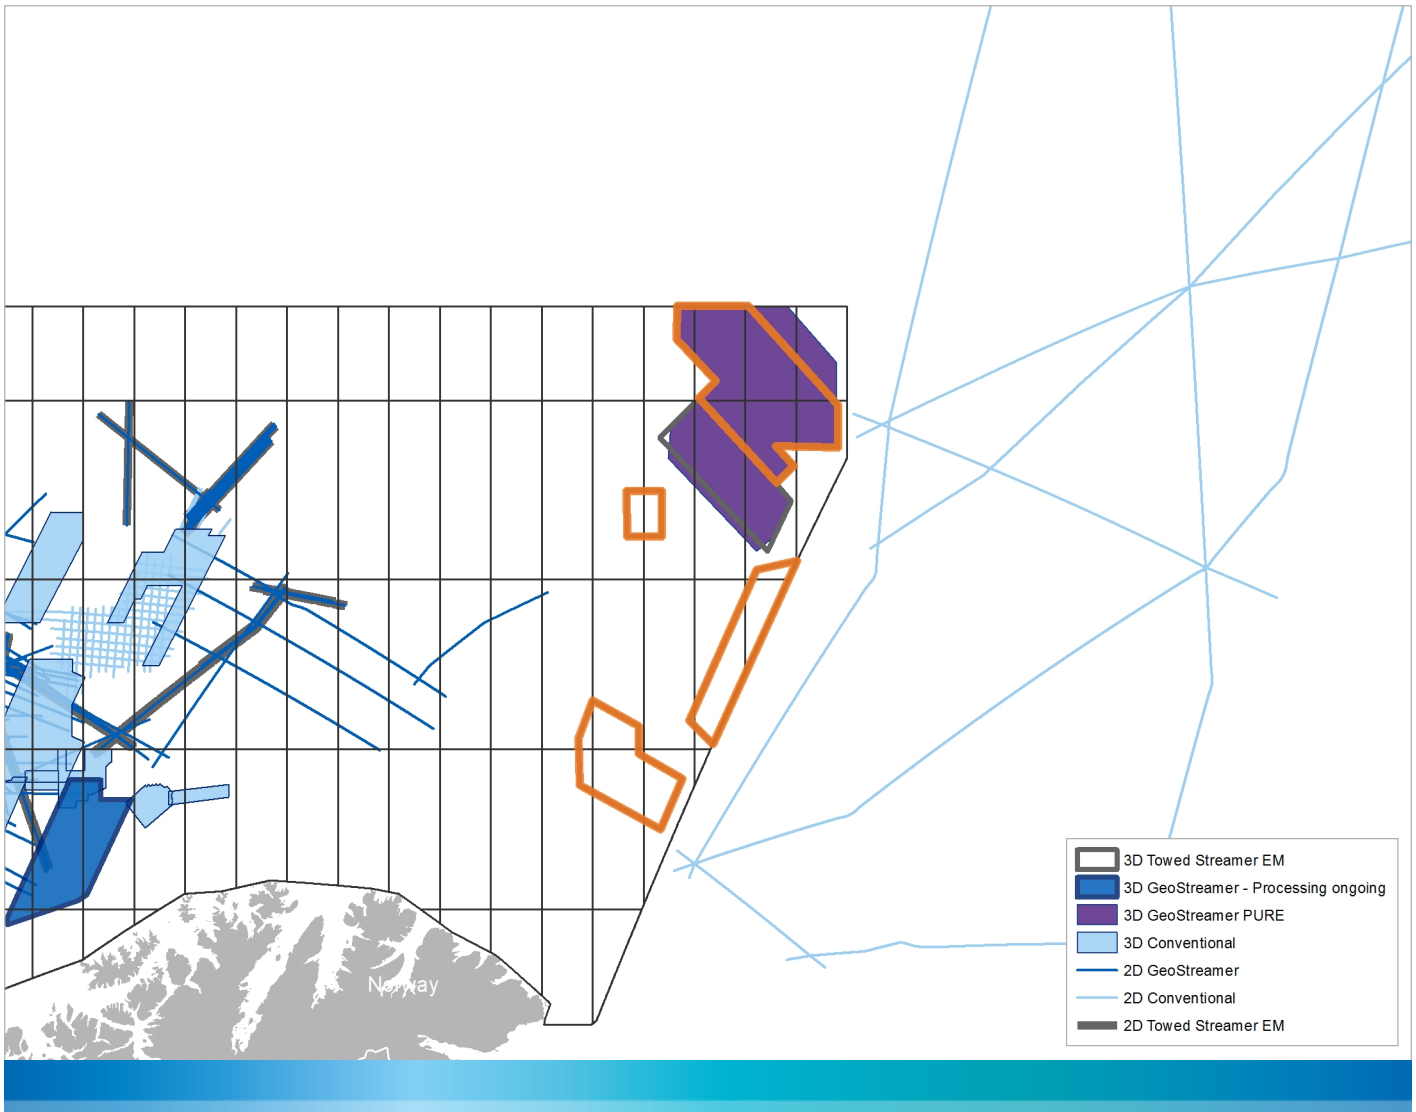 3D Towed Streamer EM
3D GeoStreamer - Processing ongoing
3D GeoStreamer PURE
3D Conventional
2D GeoStreamer
Norway
2D Conventional
2D Towed Streamer EM